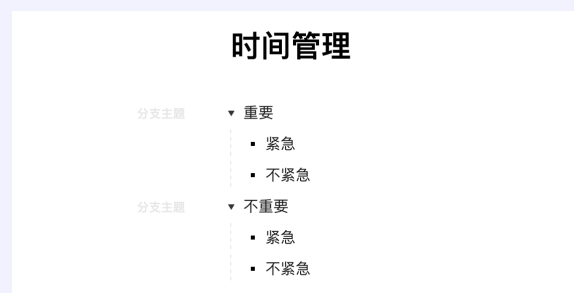 时间管理
分支主题 重要
紧急
不紧急
分支主题 不重要
紧急
不紧急